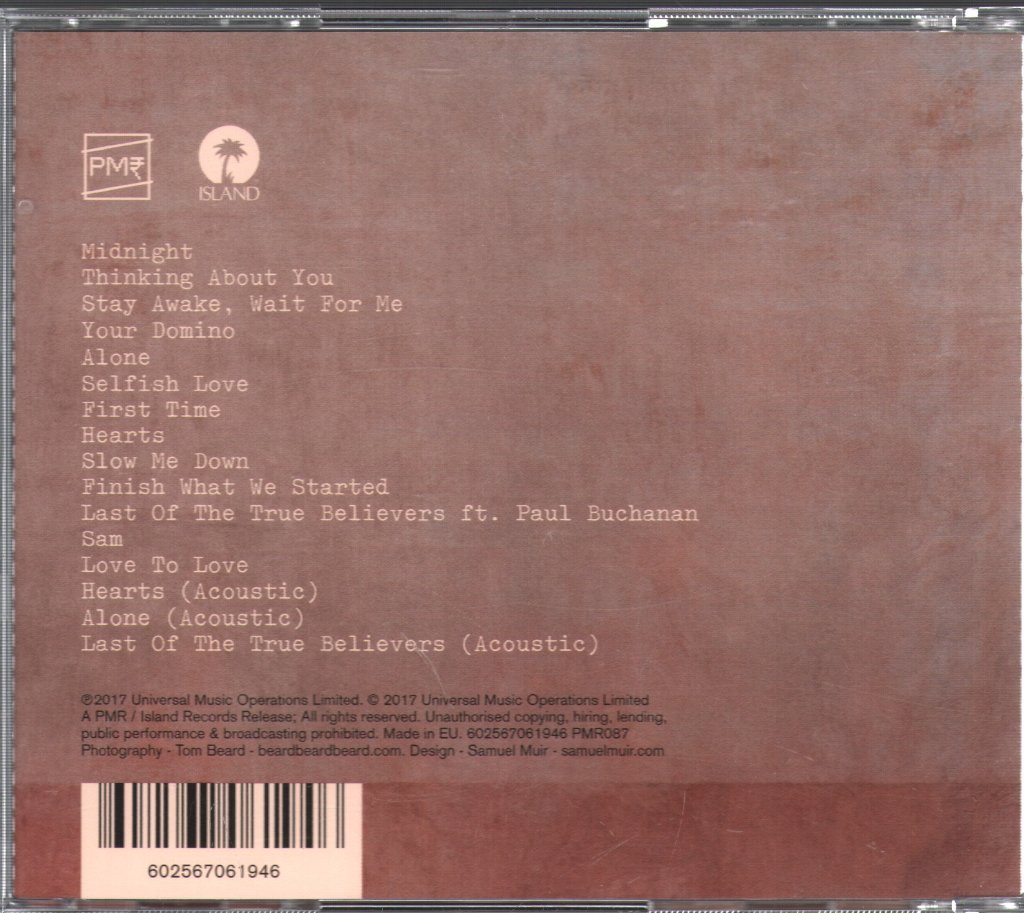 PMR
ISLAND
Midnight
Thinking About You
Stay Awake, Wait For Me
Your Domino
Alone
Selfish Love
First Time
Hearts
Slow Me Down
Finish What We Started
Last Of The True Believers ft. Paul Buchanan
Sam
Love To Love
Hearts (Acoustic)
Alone (Acoustic)
Last Of The True Believers (Acoustic)
℗2017 Universal Music Operations Limited. © 2017 Universal Music Operations Limited
A PMR / Island Records Release; All rights reserved. Unauthorised copying, hiring, lending,
public performance & broadcasting prohibited. Made in EU. 602567061946 PMR087
Photography - Tom Beard - beardbeardbeard.com. Design - Samuel Muir - samuelmuir.com
602567061946